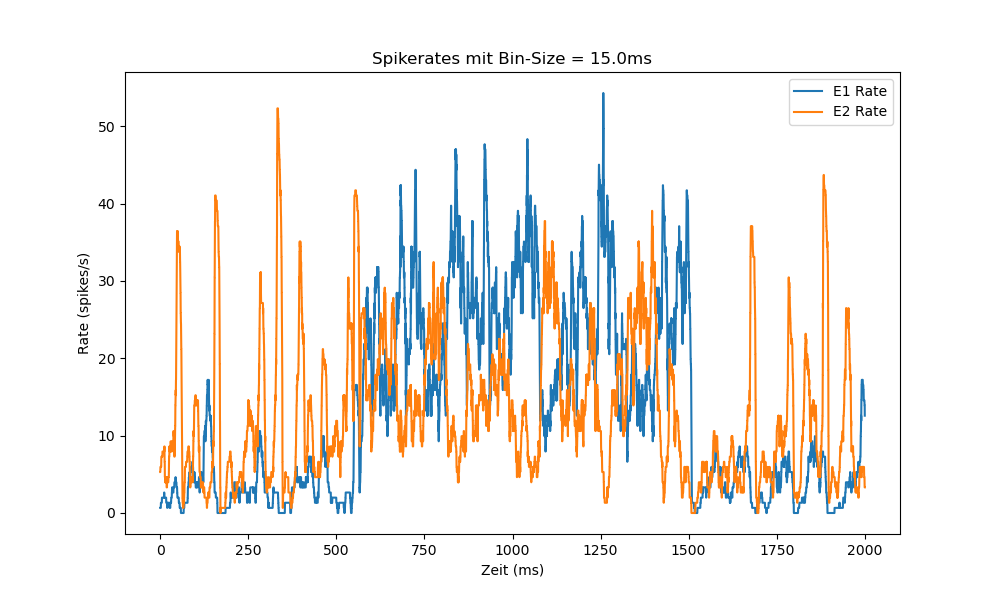 Spikerates mit Bin-Size = 15.0ms
E1 Rate
E2 Rate
Rate (spikes/s)
50
40
30
20
10
0
0 250 500 750 1000 1250 1500 1750 2000
Zeit (ms)